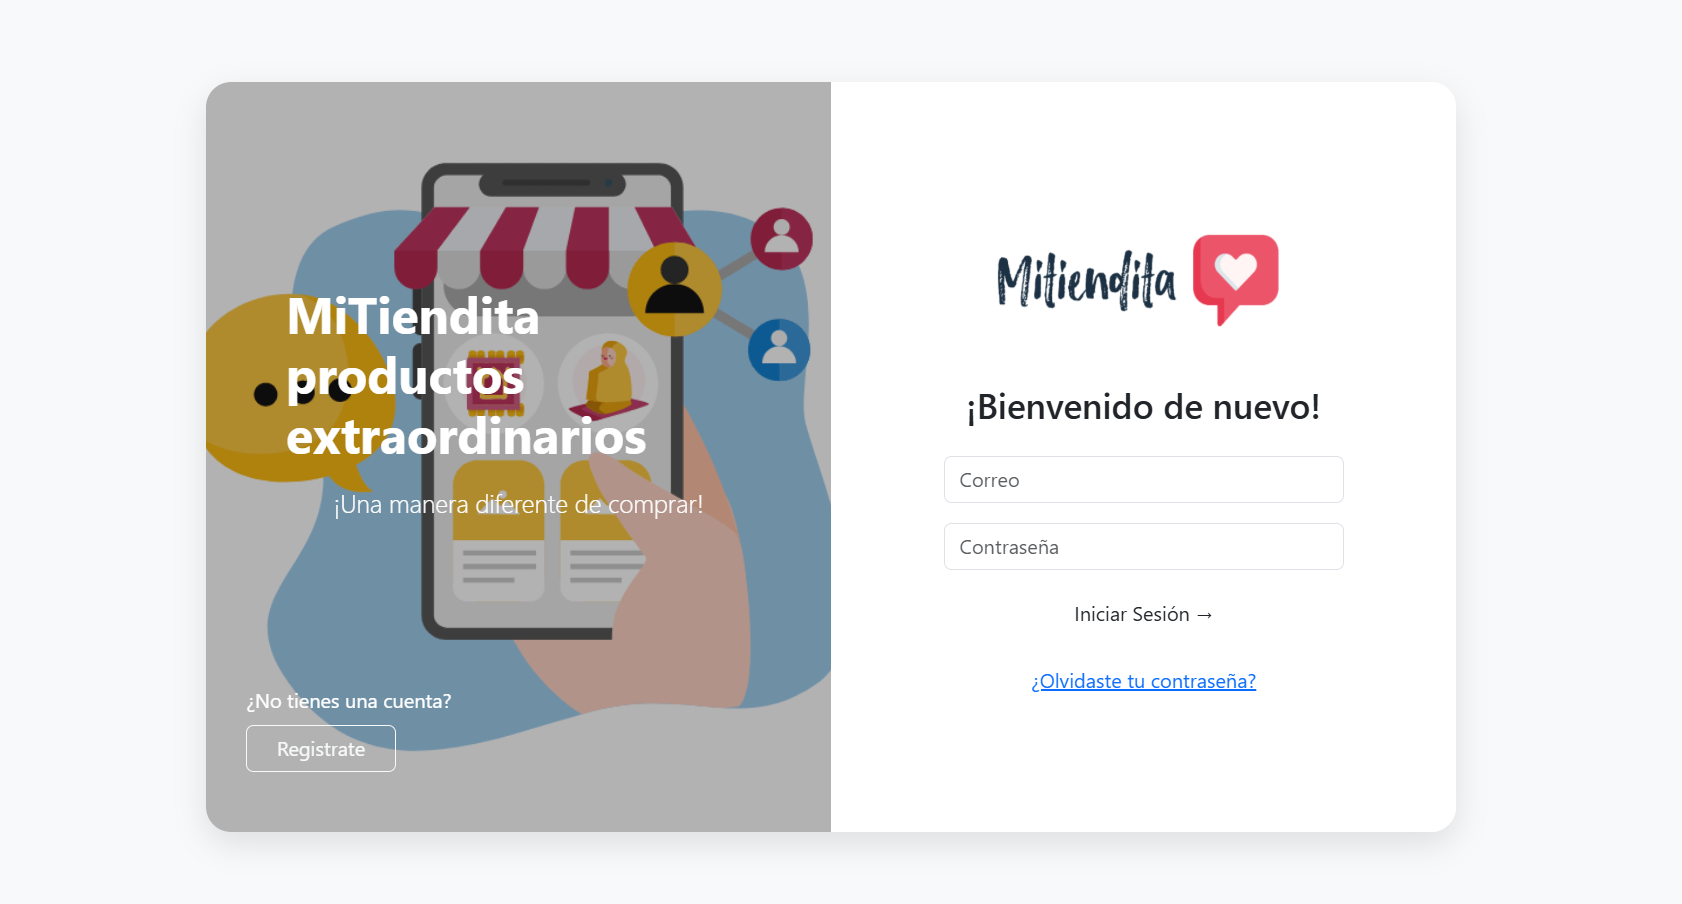 MiTiendita
productos
extraordinarios
¡Una manera diferente de comprar!
¿No tienes una cuenta?
Registrate
Mitiendita
¡Bienvenido de nuevo!
Correo
Contraseña
Iniciar Sesión →
¿Olvidaste tu contraseña?